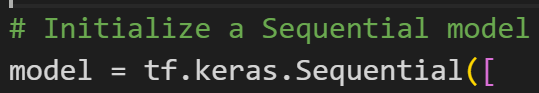 # Initialize a Sequential model
model = tf.keras.Sequential([